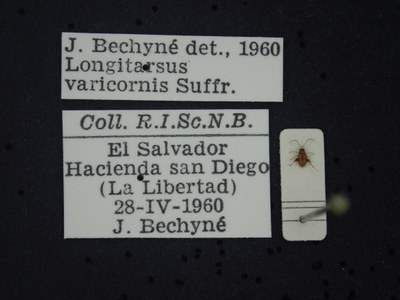 J. Bechyné det., 1960
Longitarsus
varicornis Suffr.
Coll. R.I.Sc.N.B.
El Salvador
Hacienda san Diego
(La Libertad)
28-IV-1960
J. Bechyné